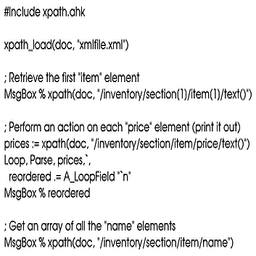 #Include xpath.ahk
xpath_load(doc, "xmlfile.xml")
; Retrieve the first "item" element
MsgBox % xpath(doc, "/inventory/section(1)/item(1)/text()")
; Perform an action on each "price" element (print it out)
prices := xpath(doc, "/inventory/section/item/price/text()")
Loop, Parse, prices,`,
reordered .= A_LoopField "`n"
MsgBox % reordered
; Get an array of all the "name" elements
MsgBox % xpath(doc, "/inventory/section/item/name")